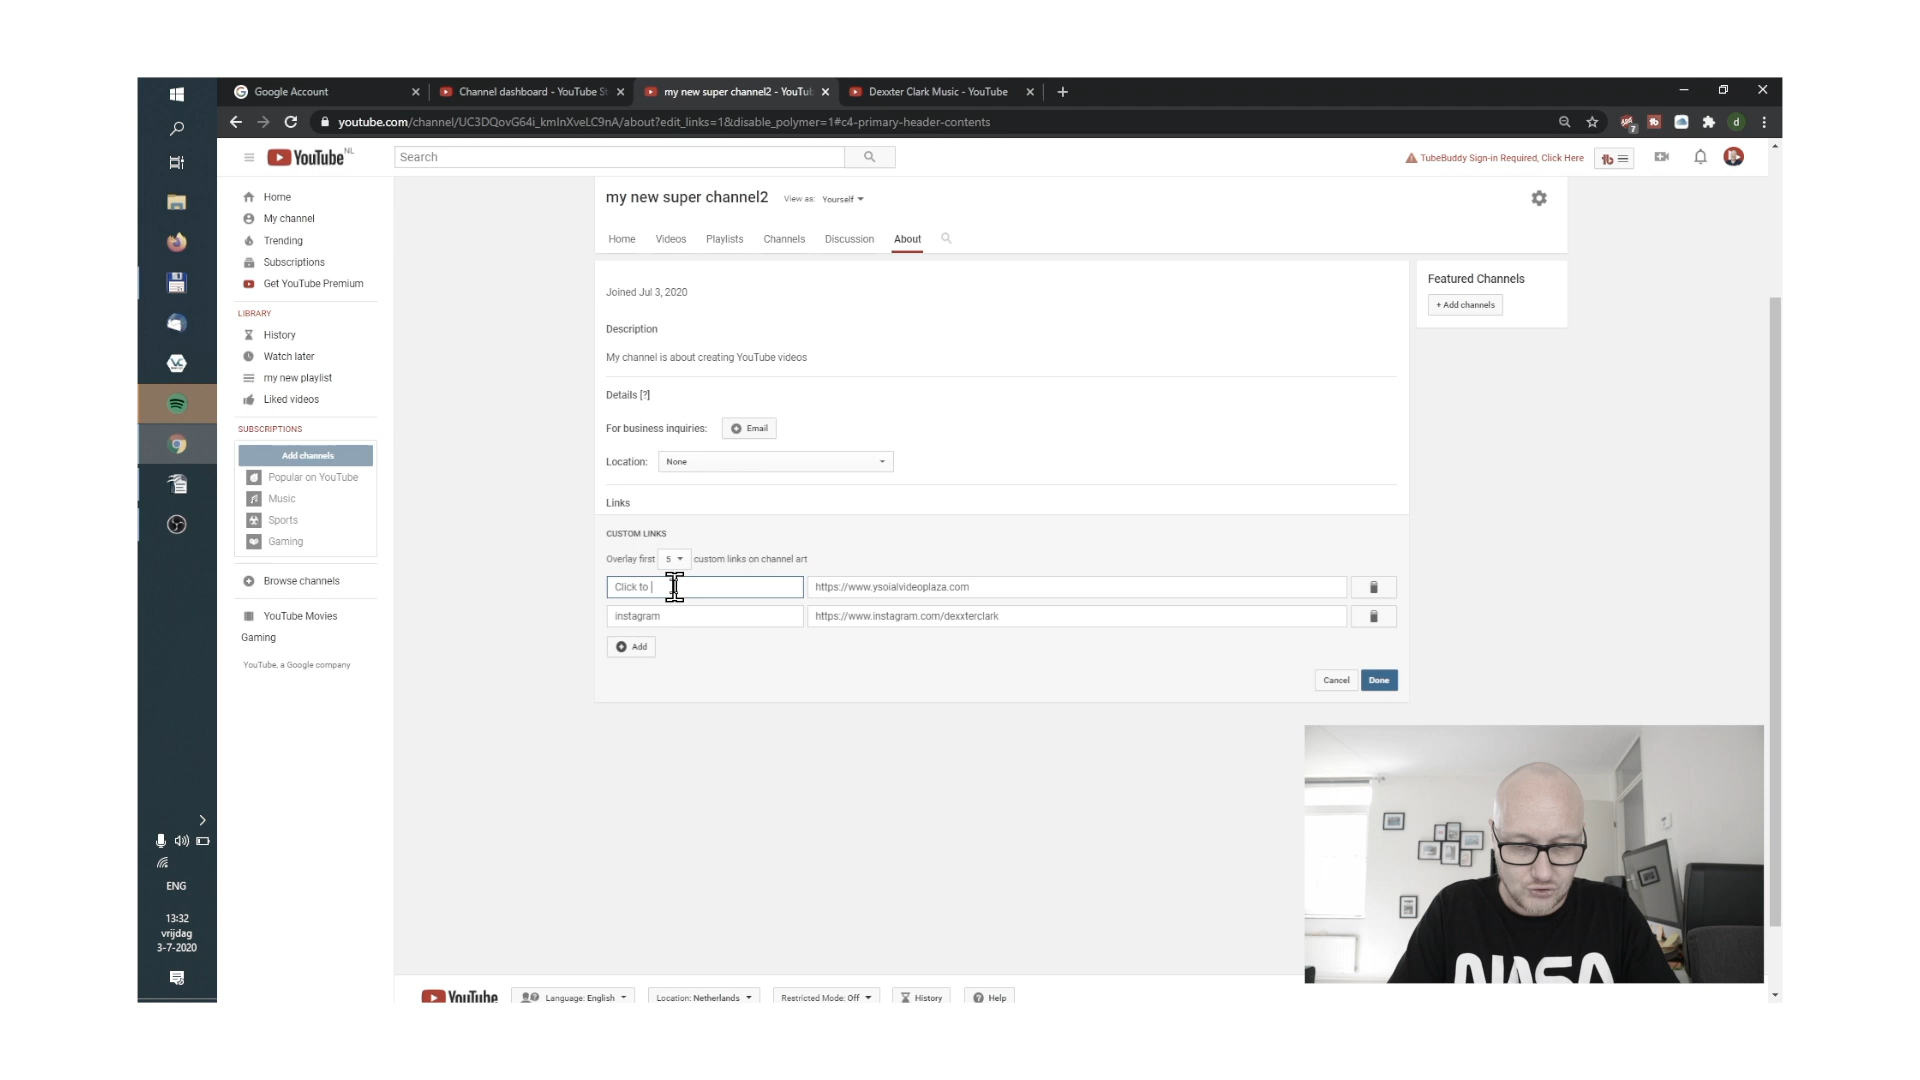 Google Account
Channel dashboard - YouTube St
my new super channel2 - YouTub
Dexxter Clark Music - YouTube
youtube.com/channel/UC3DQovG64i_kmInXveLC9nA/about?edit_links=1&disable_polymer=1#c4-primary-header-contents
YouTube NL
Search
TubeBuddy Sign-in Required, Click Here
Home
My channel
Trending
Subscriptions
Get YouTube Premium
LIBRARY
History
Watch later
my new playlist
Liked videos
SUBSCRIPTIONS
Add channels
Popular on YouTube
Music
Sports
Gaming
Browse channels
YouTube Movies
Gaming
YouTube, a Google company
my new super channel2
View as: Yourself
Home
Videos
Playlists
Channels
Discussion
About
Joined Jul 3, 2020
Description
My channel is about creating YouTube videos
Details [?]
For business inquiries:
Email
Location:
None
Links
CUSTOM LINKS
Overlay first 5 custom links on channel art
Click to
https://www.ysoialvideoplaza.com
instagram
https://www.instagram.com/dexxterclark
Add
Cancel
Done
Featured Channels
+ Add channels
ENG
13:32
vrijdag
3-7-2020
YouTube
Language: English
Location: Netherlands
Restricted Mode: Off
History
Help
NASA